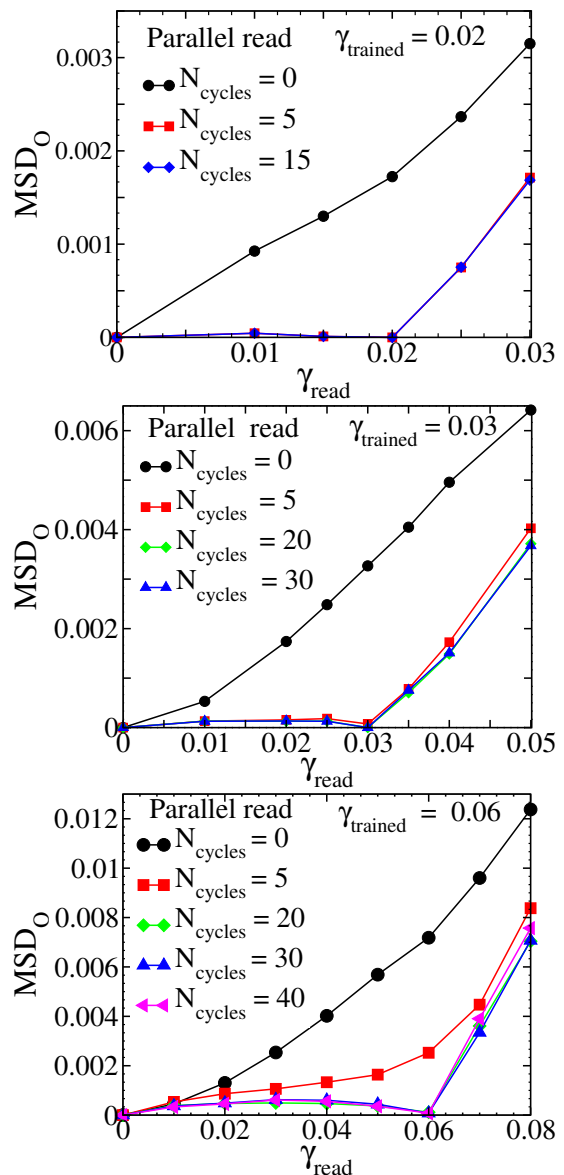 Parallel read γtrained = 0.02
Ncycles = 0
Ncycles = 5
Ncycles = 15
MSDO
0.003
0.002
0.001
0
0 0.01 0.02 0.03
γread
Parallel read γtrained = 0.03
Ncycles = 0
Ncycles = 5
Ncycles = 20
Ncycles = 30
MSDO
0.006
0.004
0.002
0
0 0.01 0.02 0.03 0.04 0.05
γread
Parallel read γtrained = 0.06
Ncycles = 0
Ncycles = 5
Ncycles = 20
Ncycles = 30
Ncycles = 40
MSDO
0.012
0.01
0.008
0.006
0.004
0.002
0
0 0.02 0.04 0.06 0.08
γread